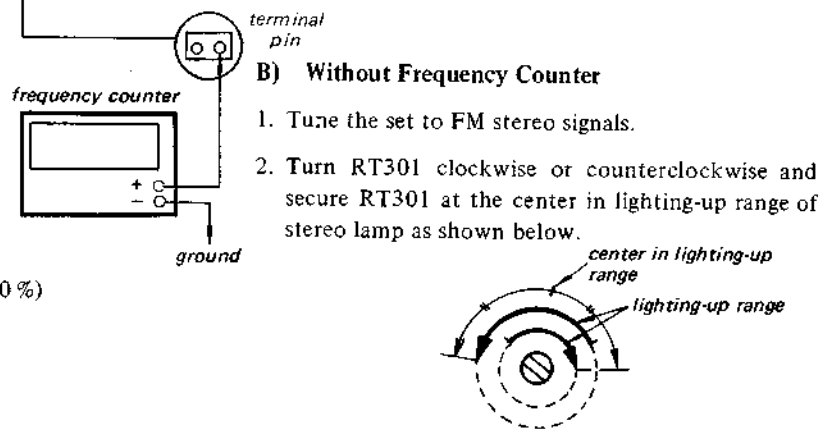 terminal
pin
frequency counter
+
−
ground
0 %)
B) Without Frequency Counter
1. Tune the set to FM stereo signals.
2. Turn RT301 clockwise or counterclockwise and
secure RT301 at the center in lighting-up range of
stereo lamp as shown below.
center in lighting-up
range
lighting-up range